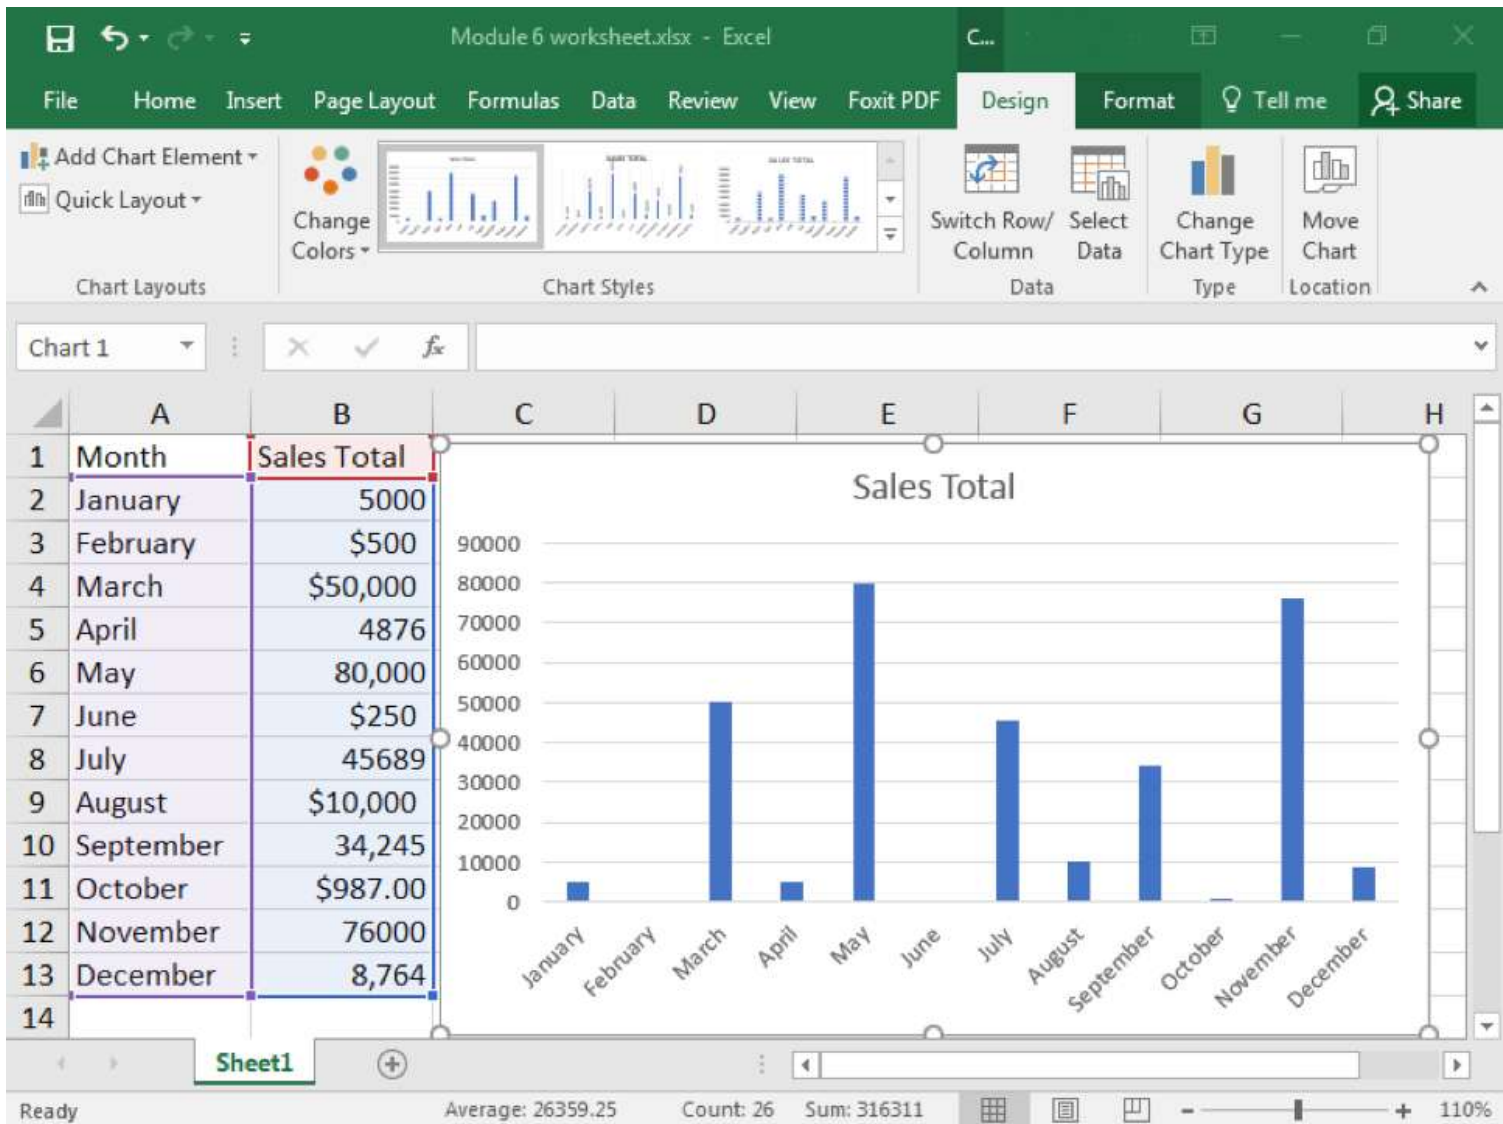 Module 6 worksheet.xlsx - Excel C...
File Home Insert Page Layout Formulas Data Review View Foxit PDF Design Format Tell me Share
Add Chart Element
Quick Layout
Change Colors
Switch Row/ Column
Select Data
Change Chart Type
Move Chart
Chart Layouts Chart Styles Data Type Location
Chart 1 fx
A B C D E F G H
1 Month Sales Total
2 January 5000
3 February $500
4 March $50,000
5 April 4876
6 May 80,000
7 June $250
8 July 45689
9 August $10,000
10 September 34,245
11 October $987.00
12 November 76000
13 December 8,764
14
Sales Total
90000
80000
70000
60000
50000
40000
30000
20000
10000
0
January February March April May June July August September October November December
Sheet1
Ready Average: 26359.25 Count: 26 Sum: 316311 - + 110%